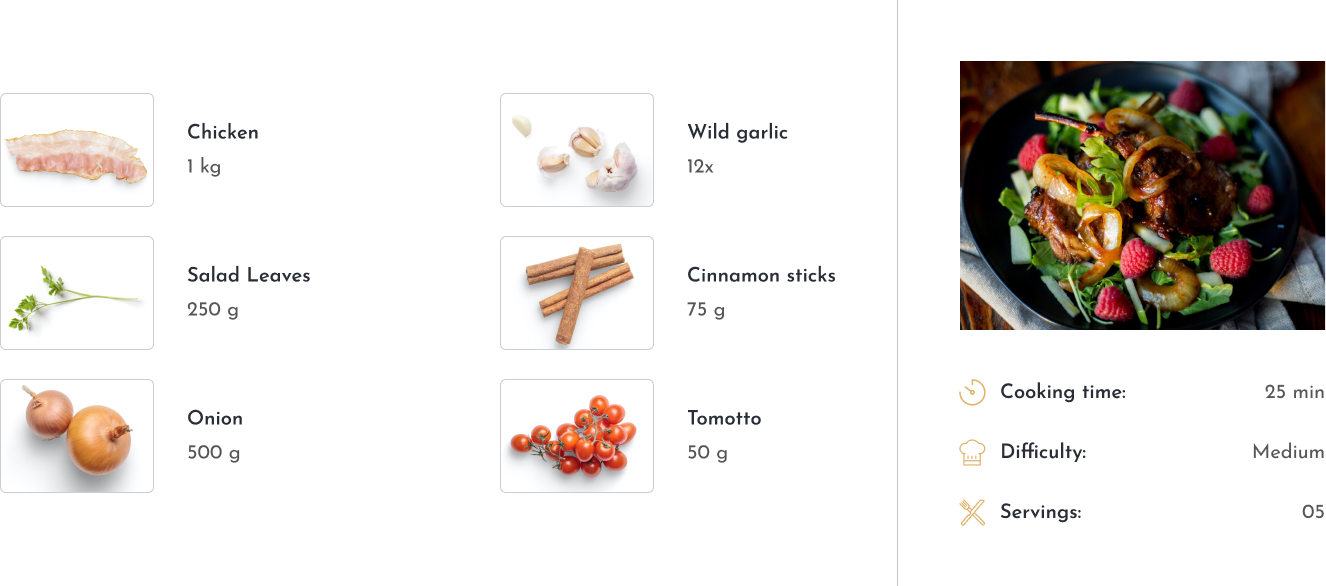 Chicken
1 kg
Wild garlic
12x
Salad Leaves
250 g
Cinnamon sticks
75 g
Onion
500 g
Tomotto
50 g
Cooking time: 25 min
Difficulty: Medium
Servings: 05